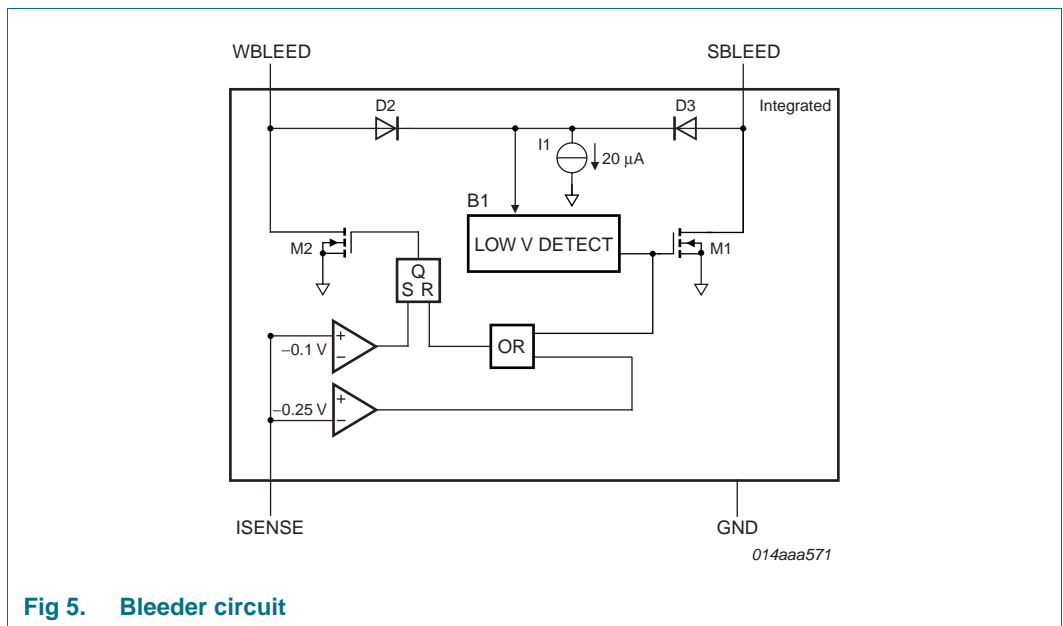 WBLEED SBLEED
D2 D3 Integrated
I1 20 μA
B1
LOW V DETECT
M2 M1
Q
S R
OR
+
−0.1 V −
+
−0.25 V −
ISENSE GND
014aaa571
Fig 5. Bleeder circuit